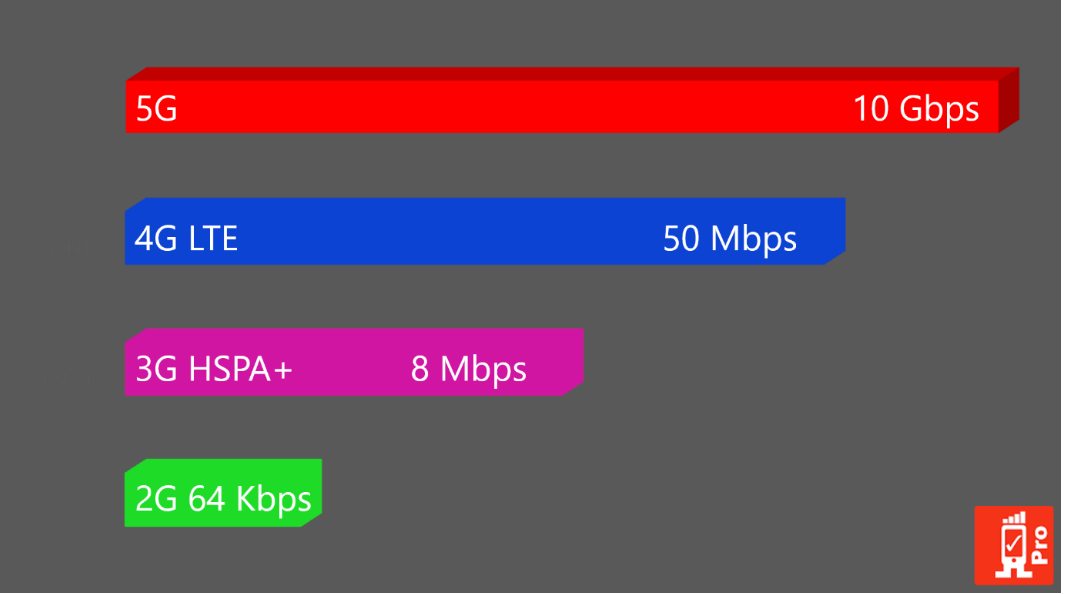 5G 10 Gbps
4G LTE 50 Mbps
3G HSPA+ 8 Mbps
2G 64 Kbps
Pro